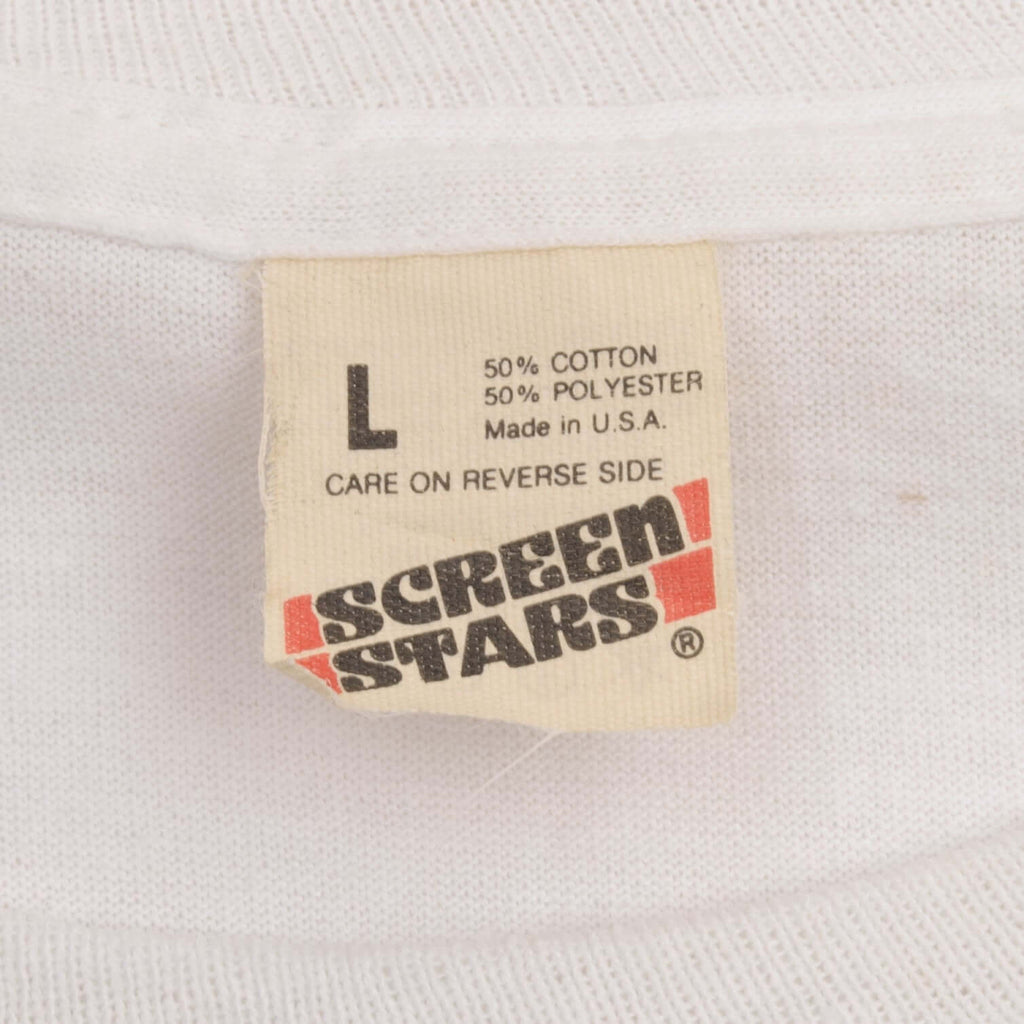 L
50% COTTON
50% POLYESTER
Made in U.S.A.
CARE ON REVERSE SIDE
SCREEN
STARS
®